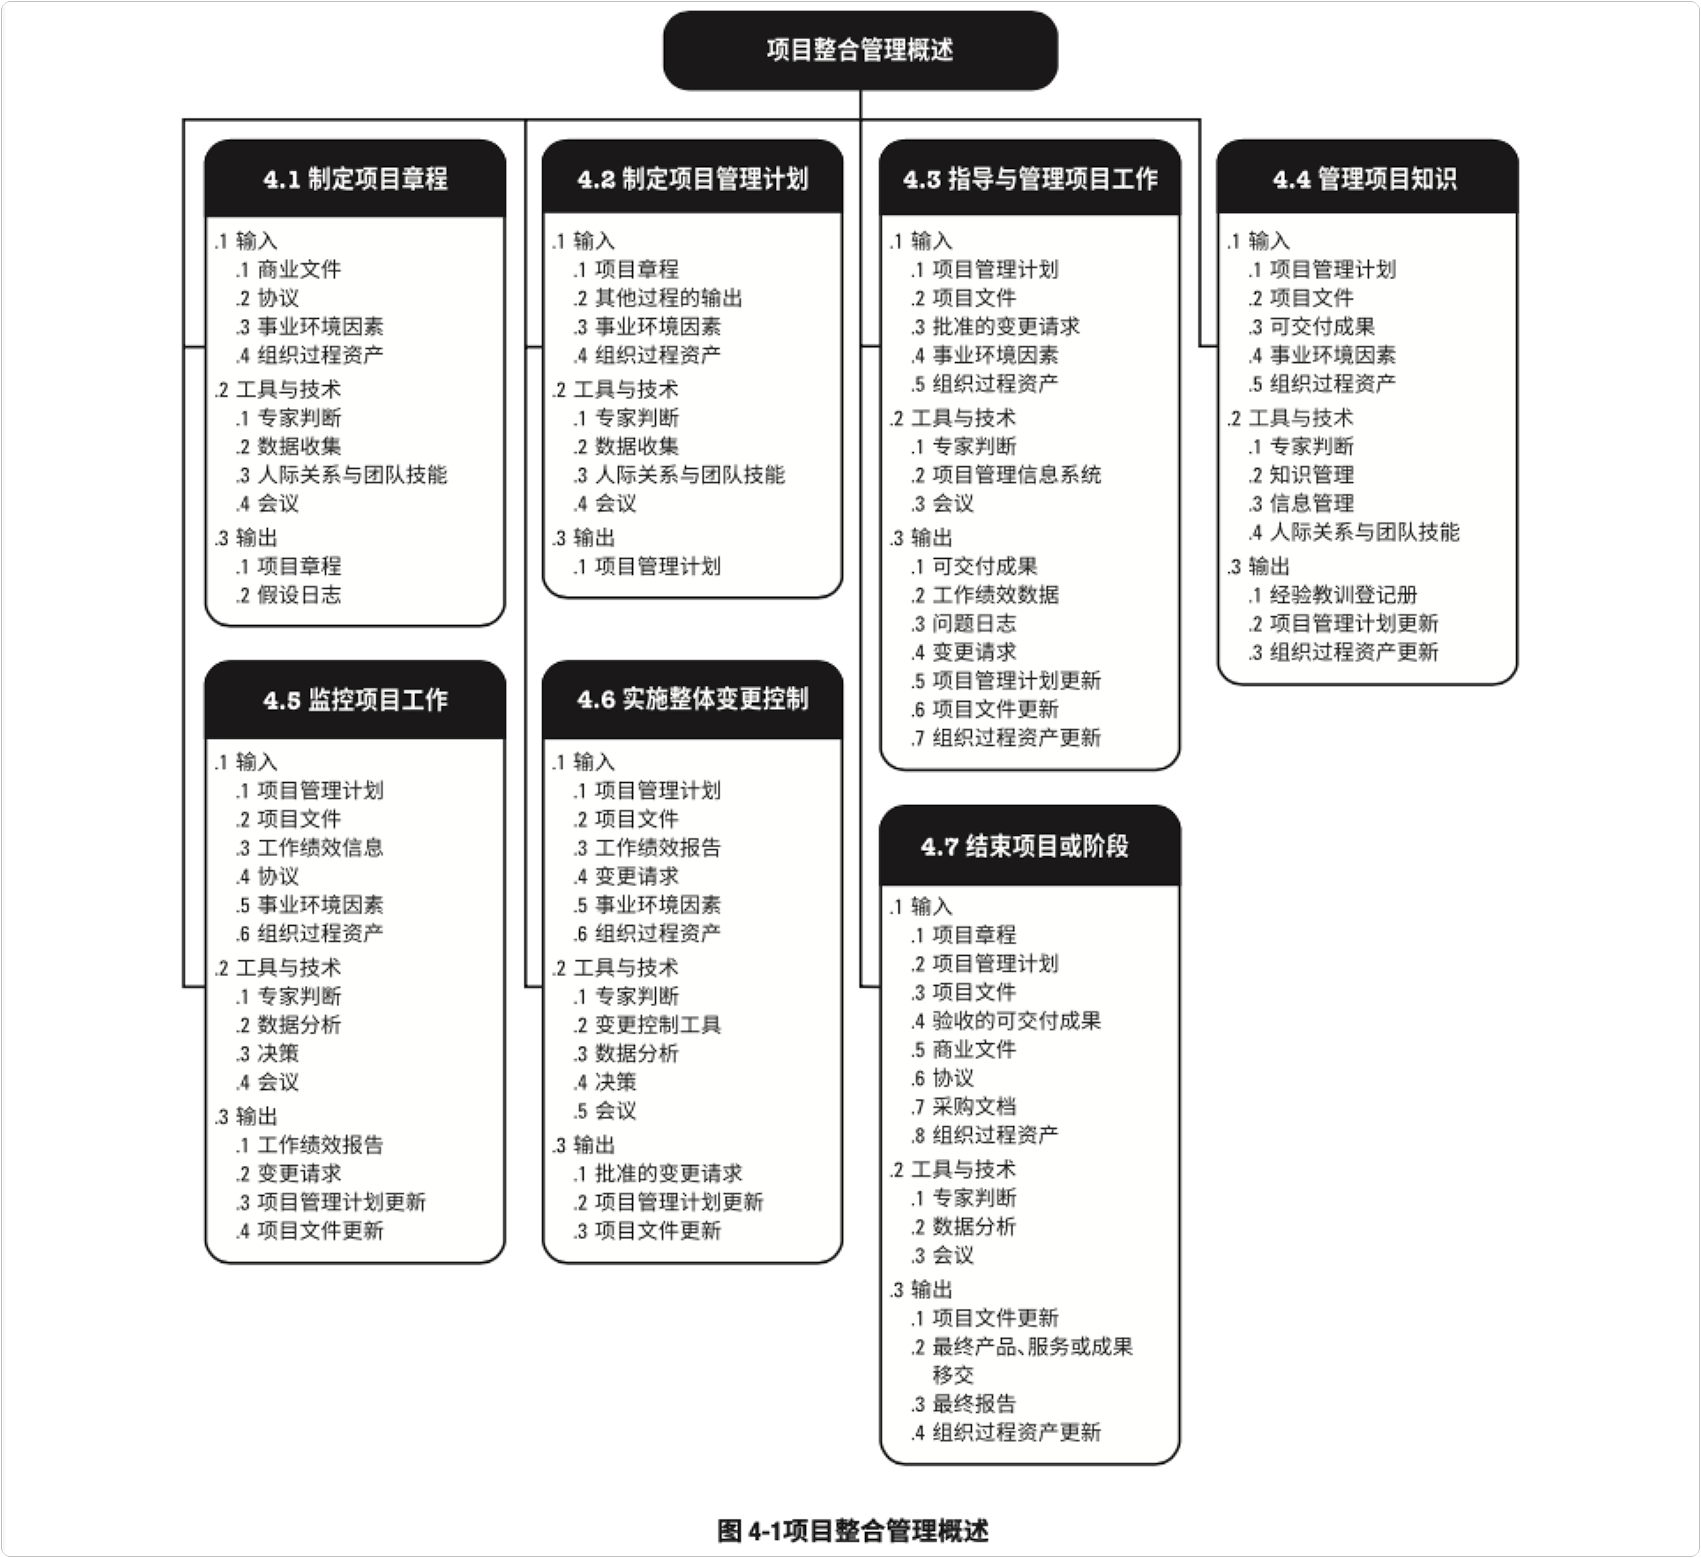 项目整合管理概述
4.1 制定项目章程
.1 输入
.1 商业文件
.2 协议
.3 事业环境因素
.4 组织过程资产
.2 工具与技术
.1 专家判断
.2 数据收集
.3 人际关系与团队技能
.4 会议
.3 输出
.1 项目章程
.2 假设日志
4.2 制定项目管理计划
.1 输入
.1 项目章程
.2 其他过程的输出
.3 事业环境因素
.4 组织过程资产
.2 工具与技术
.1 专家判断
.2 数据收集
.3 人际关系与团队技能
.4 会议
.3 输出
.1 项目管理计划
4.3 指导与管理项目工作
.1 输入
.1 项目管理计划
.2 项目文件
.3 批准的变更请求
.4 事业环境因素
.5 组织过程资产
.2 工具与技术
.1 专家判断
.2 项目管理信息系统
.3 会议
.3 输出
.1 可交付成果
.2 工作绩效数据
.3 问题日志
.4 变更请求
.5 项目管理计划更新
.6 项目文件更新
.7 组织过程资产更新
4.4 管理项目知识
.1 输入
.1 项目管理计划
.2 项目文件
.3 可交付成果
.4 事业环境因素
.5 组织过程资产
.2 工具与技术
.1 专家判断
.2 知识管理
.3 信息管理
.4 人际关系与团队技能
.3 输出
.1 经验教训登记册
.2 项目管理计划更新
.3 组织过程资产更新
4.5 监控项目工作
.1 输入
.1 项目管理计划
.2 项目文件
.3 工作绩效信息
.4 协议
.5 事业环境因素
.6 组织过程资产
.2 工具与技术
.1 专家判断
.2 数据分析
.3 决策
.4 会议
.3 输出
.1 工作绩效报告
.2 变更请求
.3 项目管理计划更新
.4 项目文件更新
4.6 实施整体变更控制
.1 输入
.1 项目管理计划
.2 项目文件
.3 工作绩效报告
.4 变更请求
.5 事业环境因素
.6 组织过程资产
.2 工具与技术
.1 专家判断
.2 变更控制工具
.3 数据分析
.4 决策
.5 会议
.3 输出
.1 批准的变更请求
.2 项目管理计划更新
.3 项目文件更新
4.7 结束项目或阶段
.1 输入
.1 项目章程
.2 项目管理计划
.3 项目文件
.4 验收的可交付成果
.5 商业文件
.6 协议
.7 采购文档
.8 组织过程资产
.2 工具与技术
.1 专家判断
.2 数据分析
.3 会议
.3 输出
.1 项目文件更新
.2 最终产品、服务或成果
移交
.3 最终报告
.4 组织过程资产更新
图 4-1项目整合管理概述